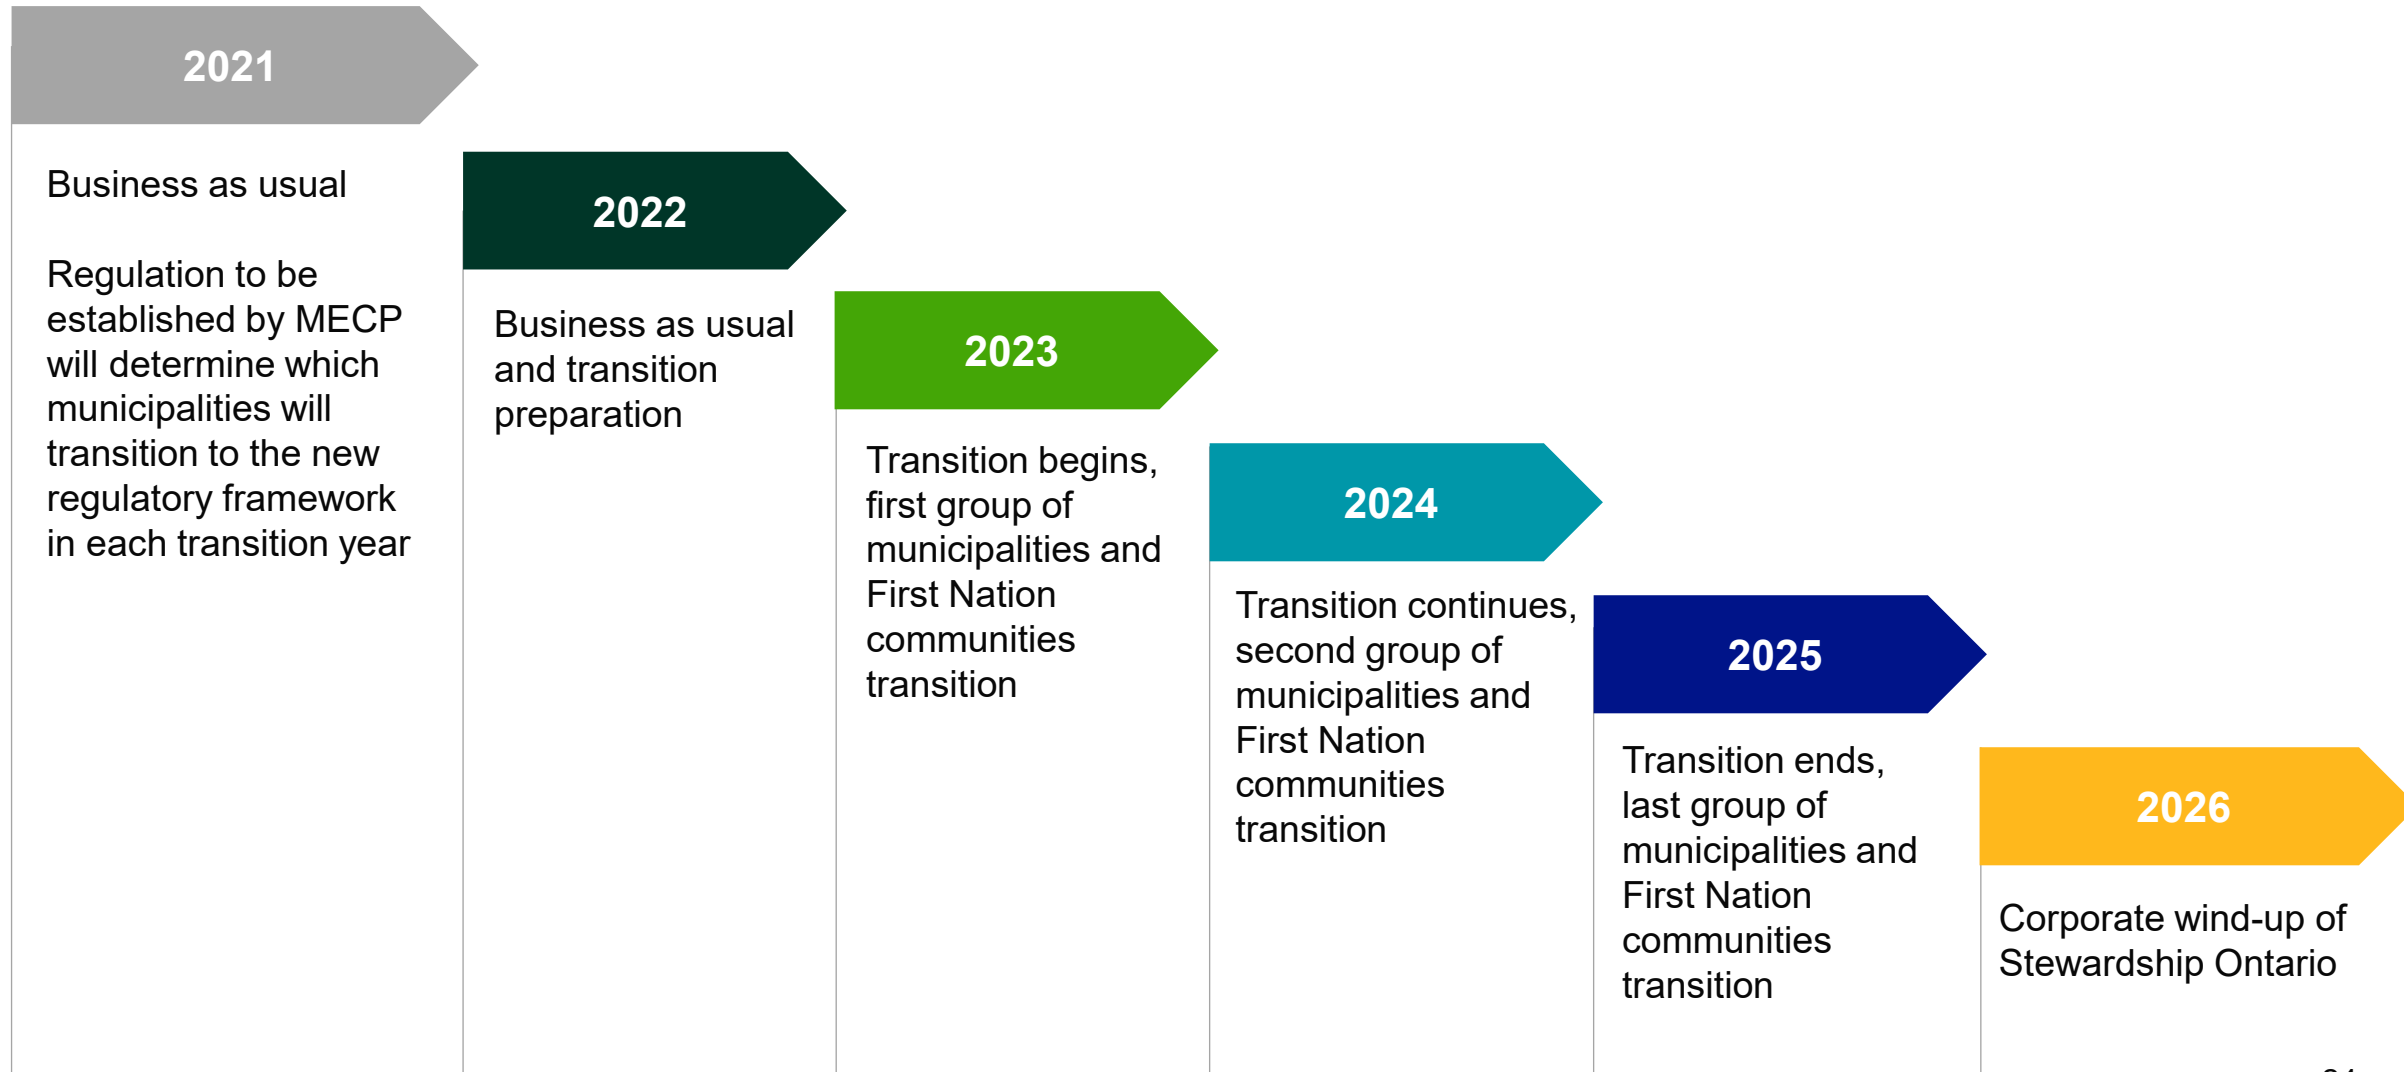 2021
Business as usual
Regulation to be
established by MECP
will determine which
municipalities will
transition to the new
regulatory framework
in each transition year
2022
Business as usual
and transition
preparation
2023
Transition begins,
first group of
municipalities and
First Nation
communities
transition
2024
Transition continues,
second group of
municipalities and
First Nation
communities
transition
2025
Transition ends,
last group of
municipalities and
First Nation
communities
transition
2026
Corporate wind-up of
Stewardship Ontario